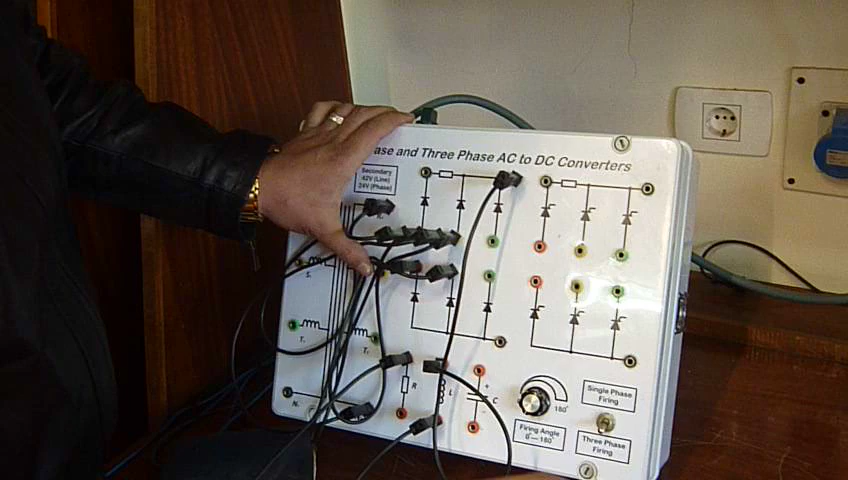 ase and Three Phase AC to DC Converters
Secondary
42V (Line)
24V (Phase)
S.
T.
T.
N.
R
L
+
C
-
180°
Firing Angle
0°— 180°
Single Phase
Firing
Three Phase
Firing